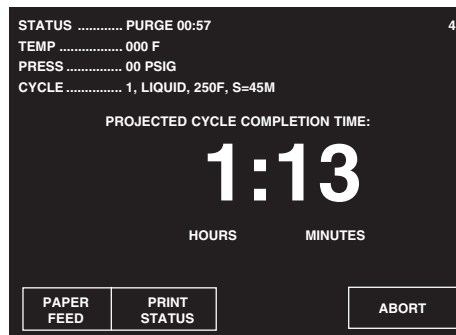 STATUS ............ PURGE 00:57 4
TEMP ................. 000 F
PRESS ............... 00 PSIG
CYCLE ............... 1, LIQUID, 250F, S=45M
PROJECTED CYCLE COMPLETION TIME:
1:13
HOURS MINUTES
PAPER FEED
PRINT STATUS
ABORT